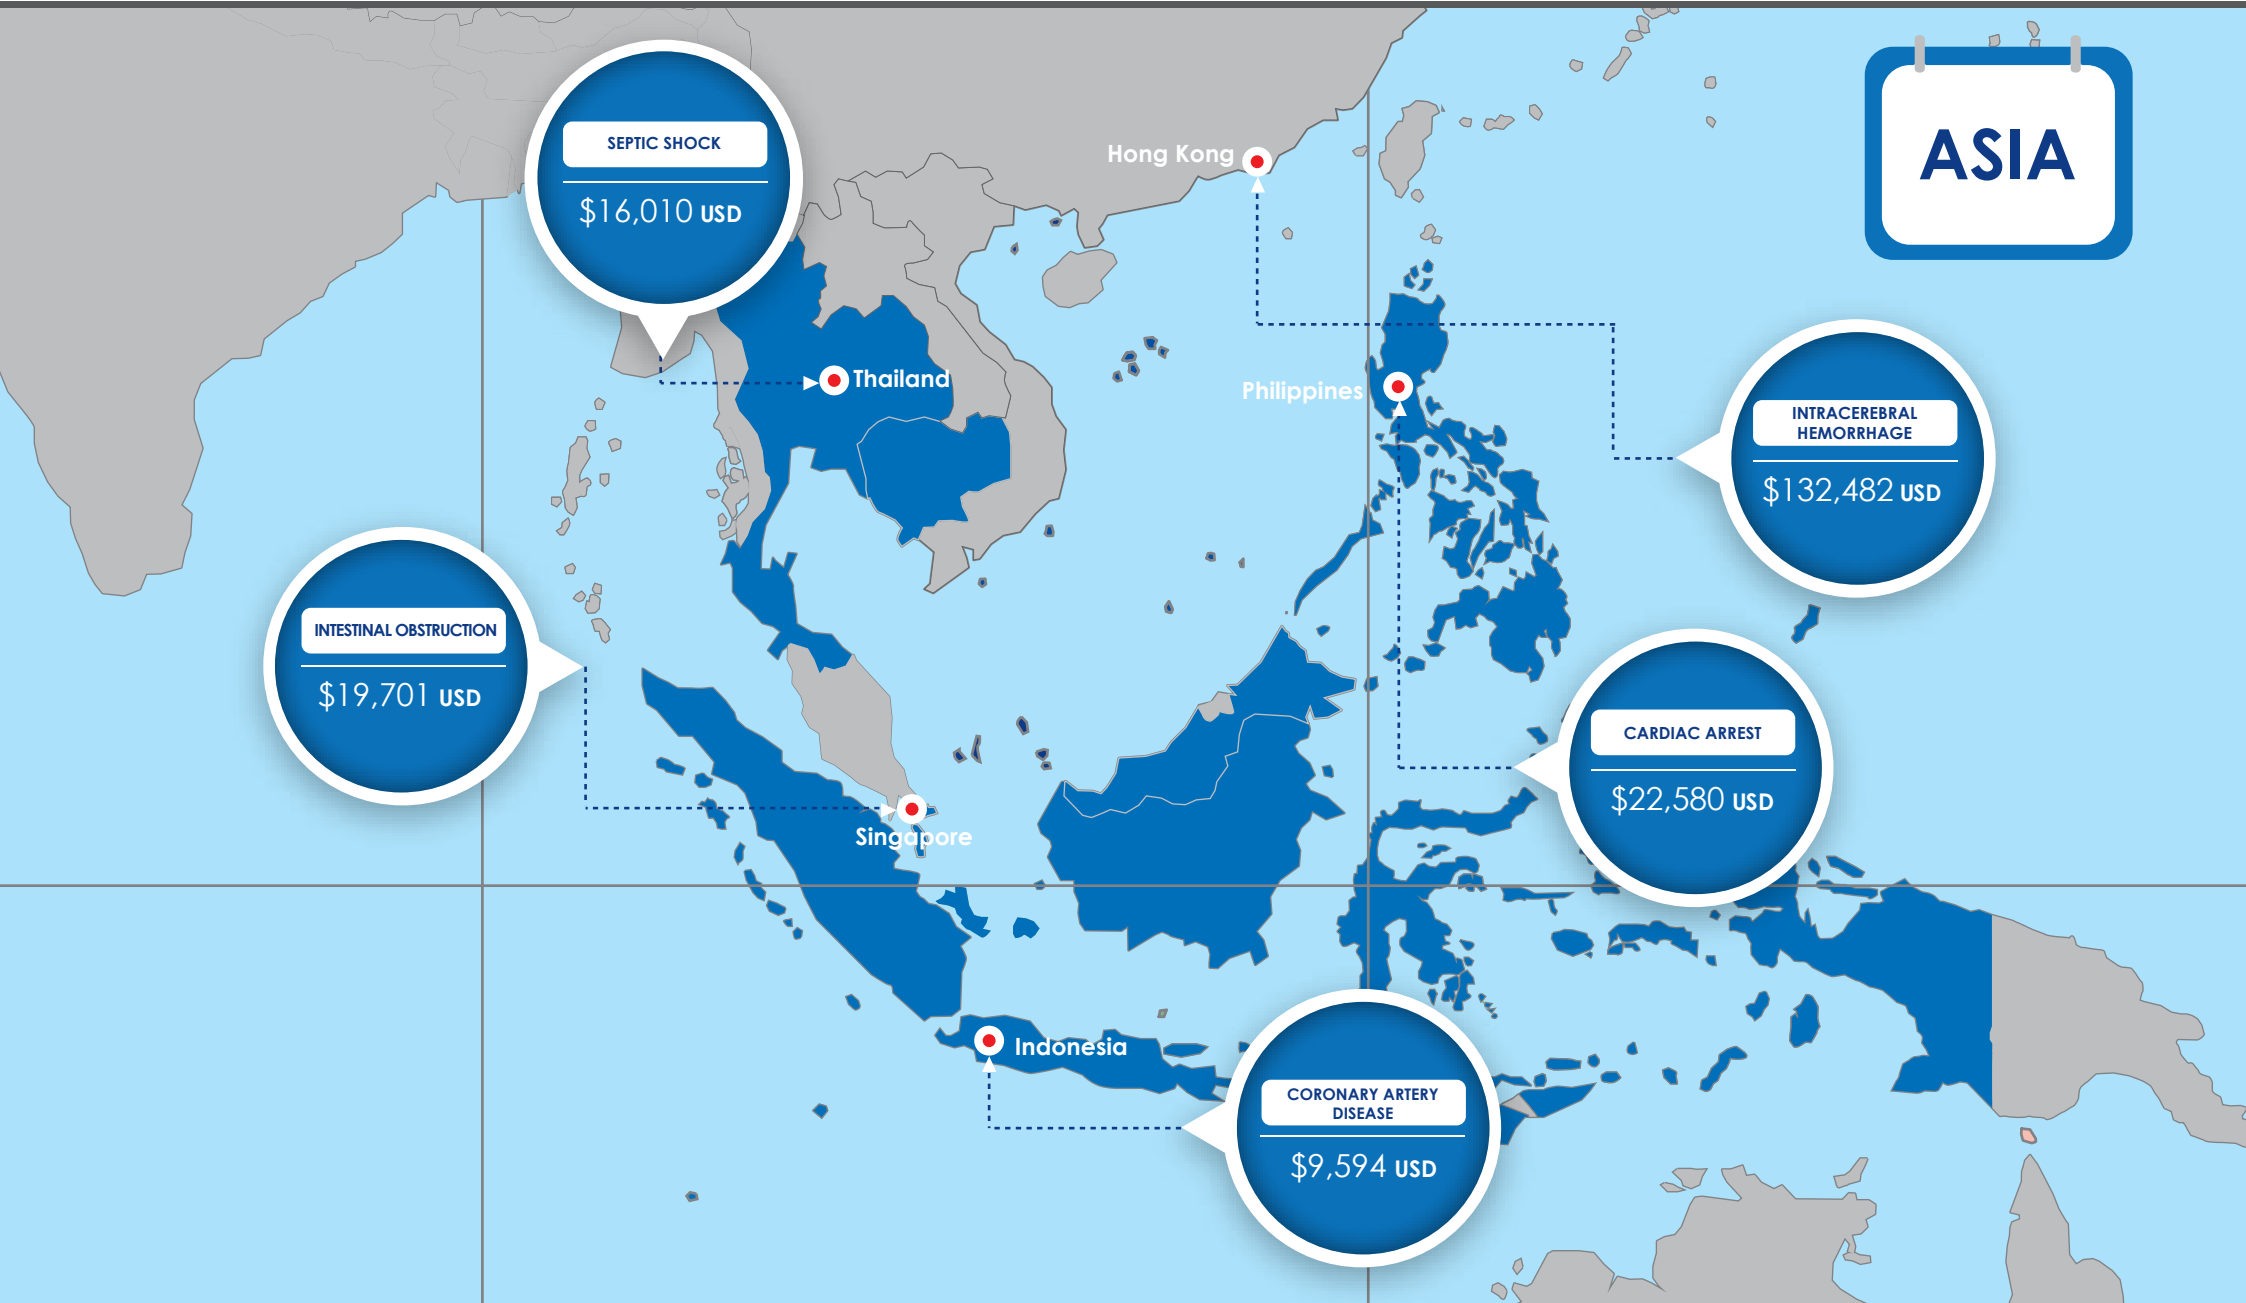 ASIA
SEPTIC SHOCK
$16,010 USD
Hong Kong
Thailand
Philippines
INTRACEREBRAL
HEMORRHAGE
$132,482 USD
INTESTINAL OBSTRUCTION
$19,701 USD
CARDIAC ARREST
$22,580 USD
Singapore
Indonesia
CORONARY ARTERY
DISEASE
$9,594 USD